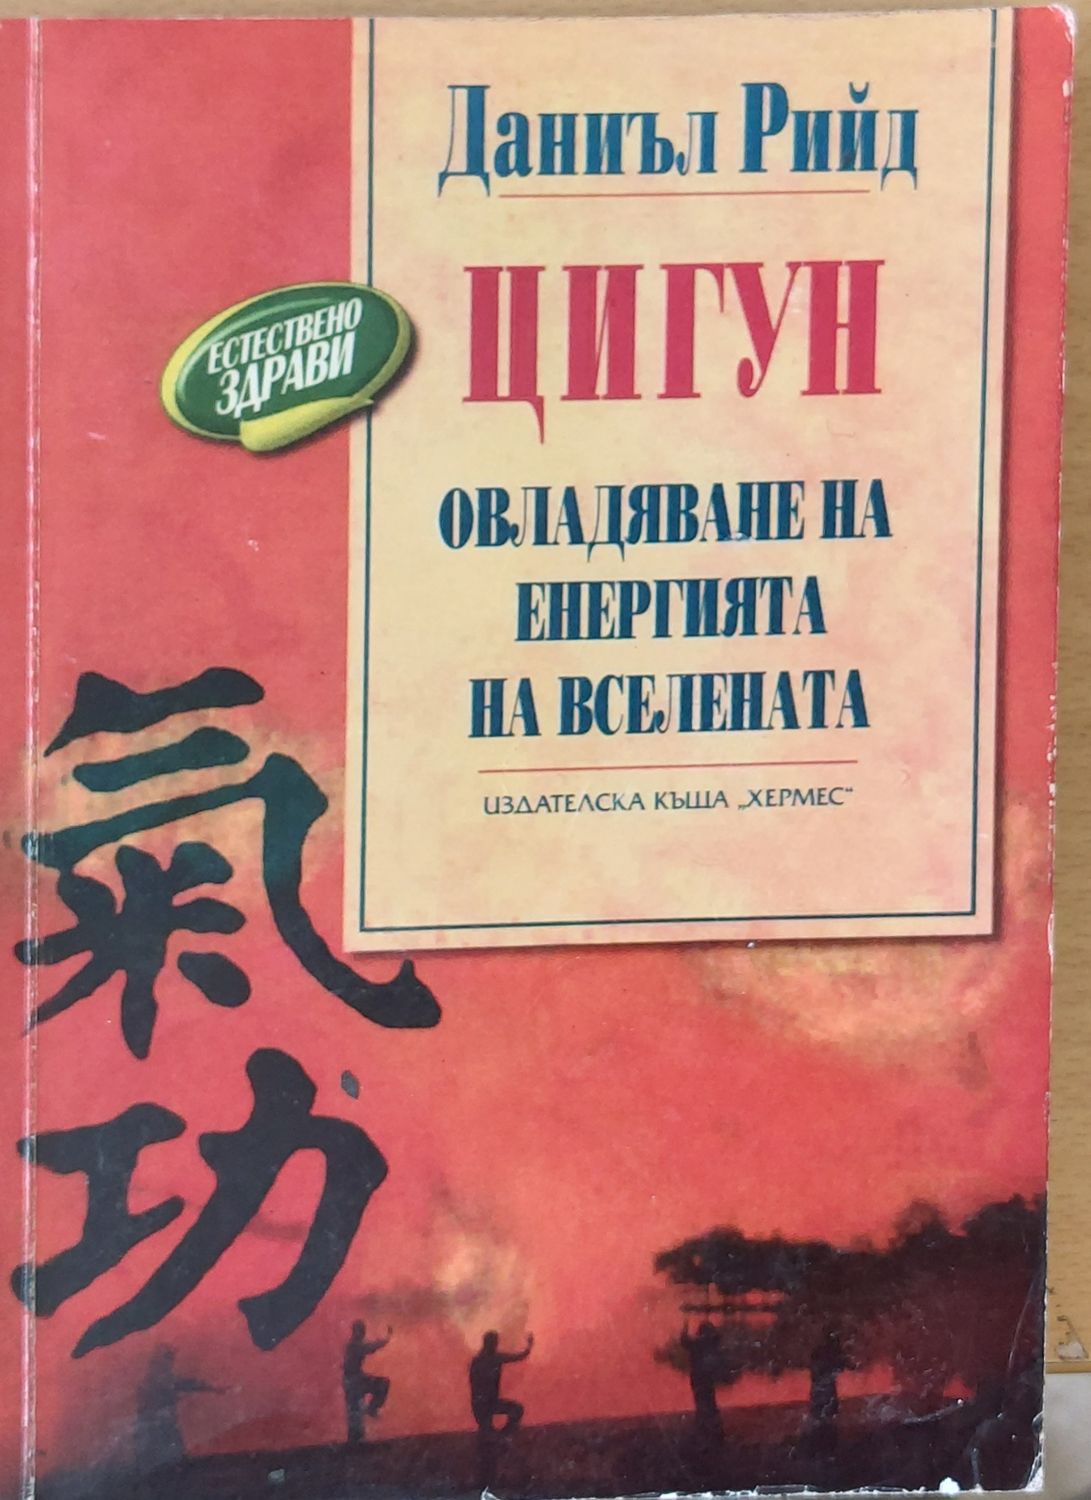 Даниъл Рийд
ЦИГУН
ЕСТЕСТВЕНО
ЗДРАВИ
ОВЛАДЯВАНЕ НА
ЕНЕРГИЯТА
НА ВСЕЛЕНАТА
ИЗДАТЕЛСКА КЪЩА „ХЕРМЕС“
氣
功